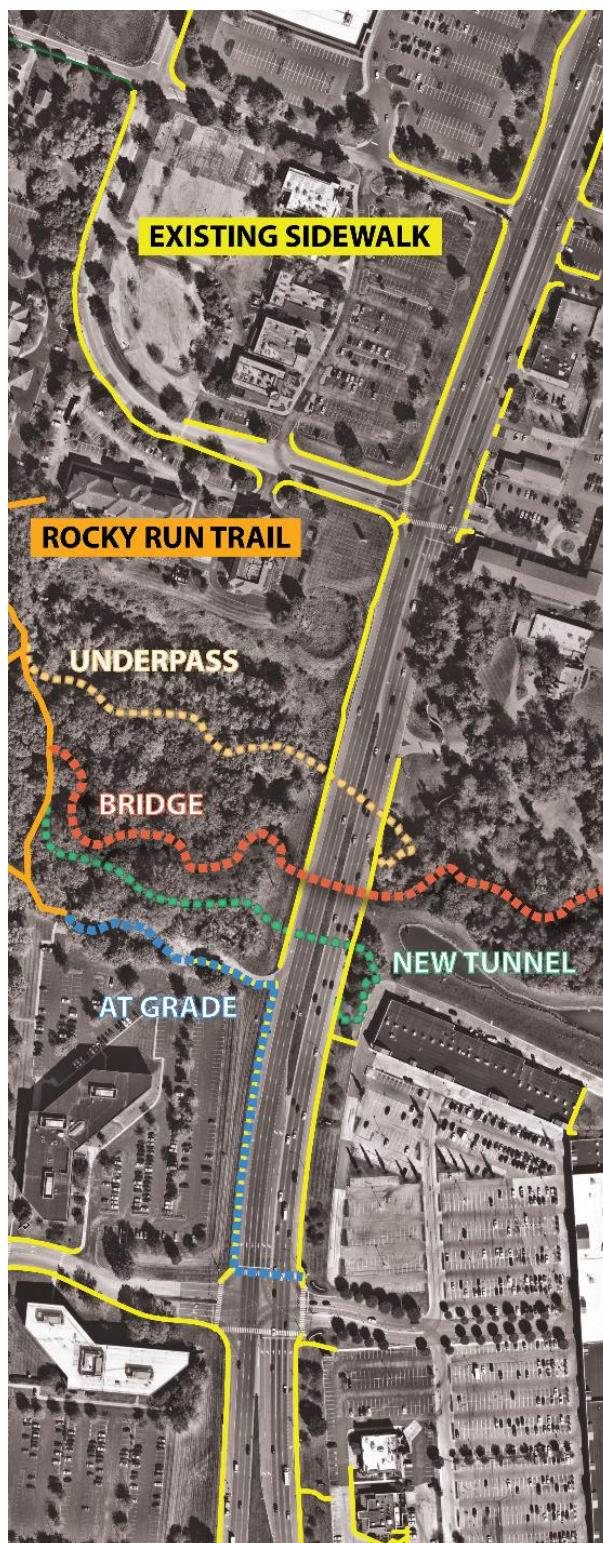 EXISTING SIDEWALK
ROCKY RUN TRAIL
UNDERPASS
BRIDGE
NEW TUNNEL
AT GRADE